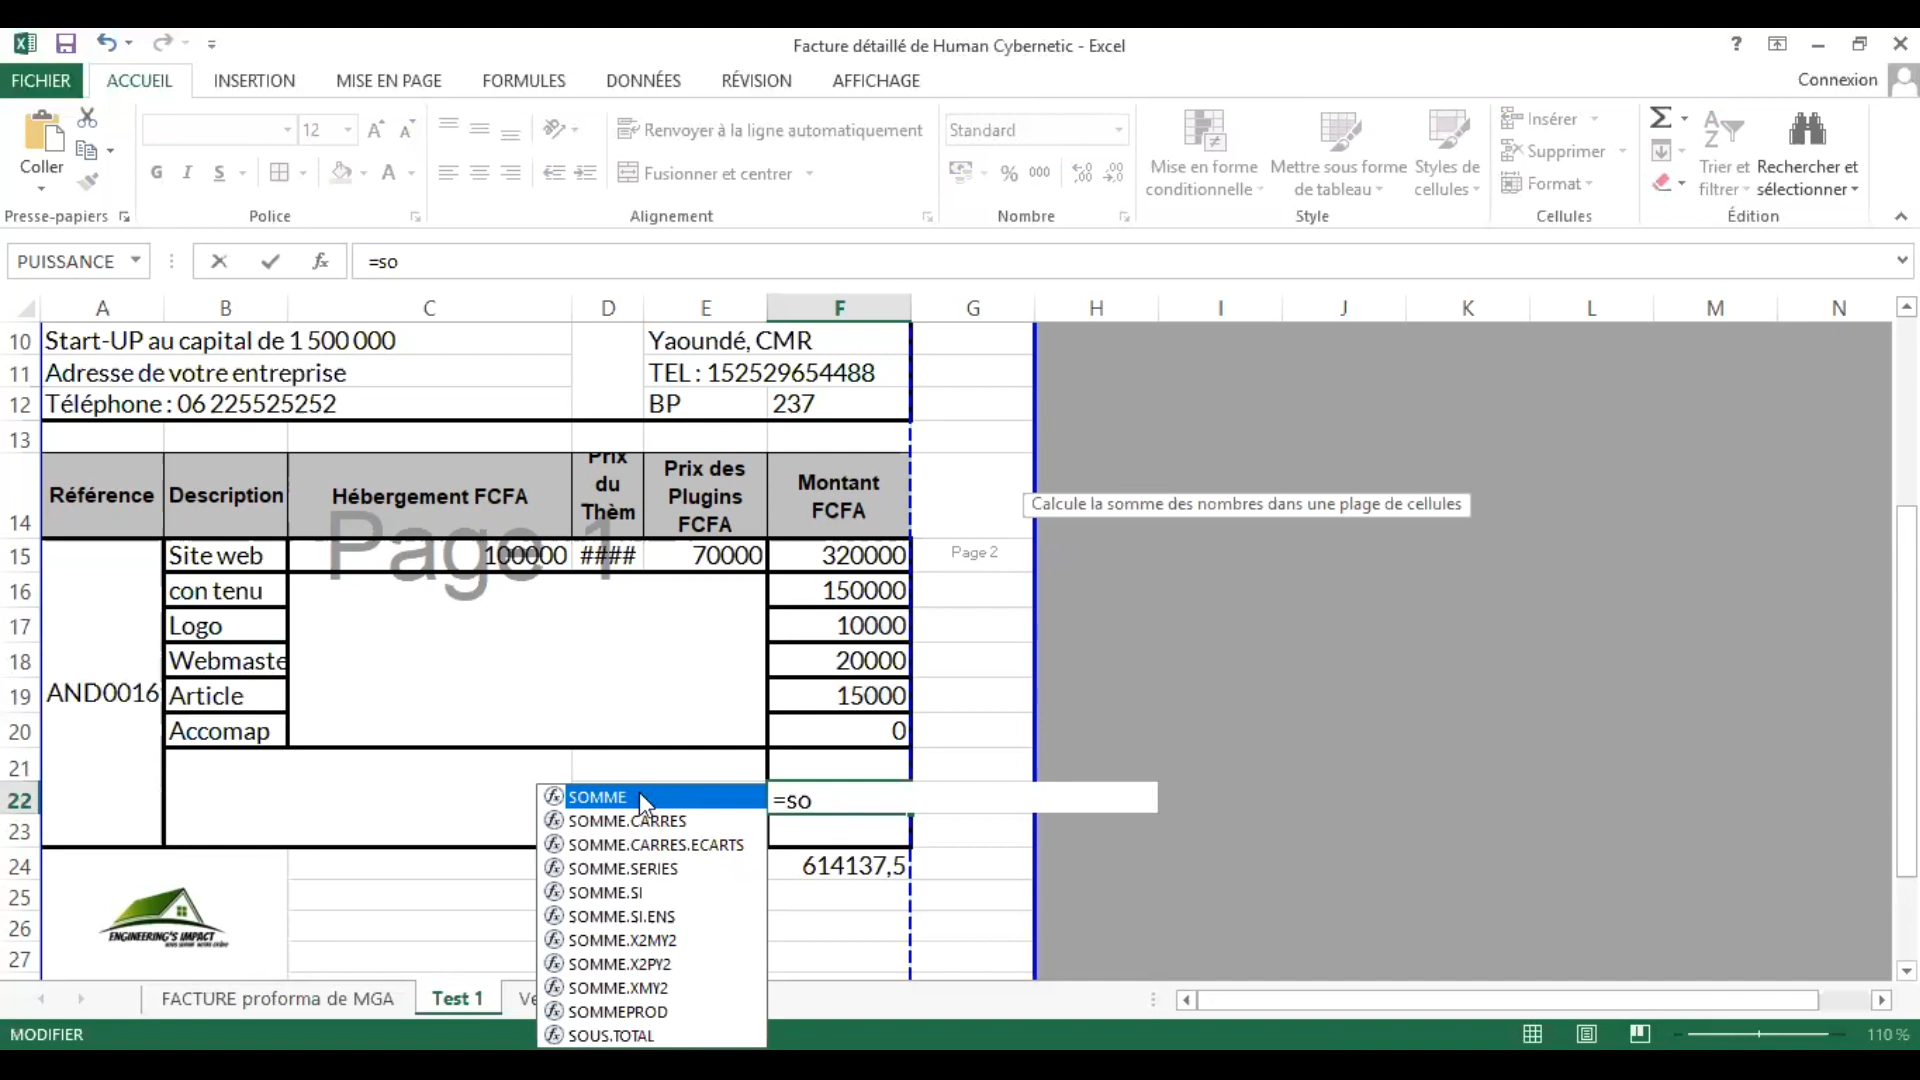 Facture détaillé de Human Cybernetic - Excel
?
FICHIER ACCUEIL INSERTION MISE EN PAGE FORMULES DONNÉES RÉVISION AFFICHAGE Connexion
Coller
Presse-papiers
12
G I S
Police
Renvoyer à la ligne automatiquement
Fusionner et centrer
Alignement
Standard
% 000
Nombre
Mise en forme conditionnelle
Mettre sous forme de tableau
Styles de cellules
Style
Insérer
Supprimer
Format
Cellules
Trier et filtrer
Rechercher et sélectionner
Édition
PUISSANCE fx =so
A B C D E F G H I J K L M N
10 Start-UP au capital de 1 500 000 Yaoundé, CMR
11 Adresse de votre entreprise TEL : 152529654488
12 Téléphone : 06 225525252 BP 237
13
14 Référence Description Hébergement FCFA Prix du Thèm Prix des Plugins FCFA Montant FCFA
Calcule la somme des nombres dans une plage de cellules
Page 1
Page 2
15 Site web 100000 #### 70000 320000
16 con tenu 150000
17 Logo 10000
18 Webmaste 20000
19 AND0016 Article 15000
20 Accomap 0
21
22 =so
23
24 614137,5
25
26
27
ENGINEERING'S IMPACT
SOMME
SOMME.CARRES
SOMME.CARRES.ECARTS
SOMME.SERIES
SOMME.SI
SOMME.SI.ENS
SOMME.X2MY2
SOMME.X2PY2
SOMME.XMY2
SOMMEPROD
SOUS.TOTAL
FACTURE proforma de MGA Test 1 Ve
MODIFIER 110 %